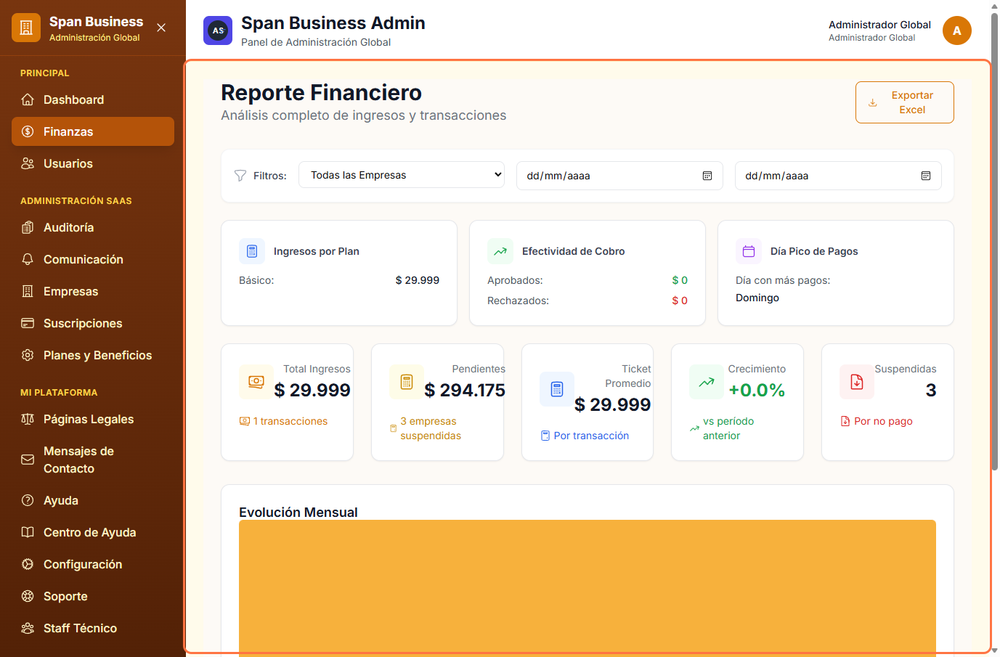 Span Business
Administración Global
PRINCIPAL
Dashboard
Finanzas
Usuarios
ADMINISTRACIÓN SAAS
Auditoría
Comunicación
Empresas
Suscripciones
Planes y Beneficios
MI PLATAFORMA
Páginas Legales
Mensajes de
Contacto
Ayuda
Centro de Ayuda
Configuración
Soporte
Staff Técnico
AS
Span Business Admin
Panel de Administración Global
Administrador Global
Administrador Global
A
Reporte Financiero
Análisis completo de ingresos y transacciones
Exportar
Excel
Filtros:
Todas las Empresas
dd/mm/aaaa
dd/mm/aaaa
Ingresos por Plan
Básico: $ 29.999
Efectividad de Cobro
Aprobados: $ 0
Rechazados: $ 0
Día Pico de Pagos
Día con más pagos:
Domingo
Total Ingresos
$ 29.999
1 transacciones
Pendientes
$ 294.175
3 empresas
suspendidas
Ticket
Promedio
$ 29.999
Por transacción
Crecimiento
+0.0%
vs período
anterior
Suspendidas
3
Por no pago
Evolución Mensual